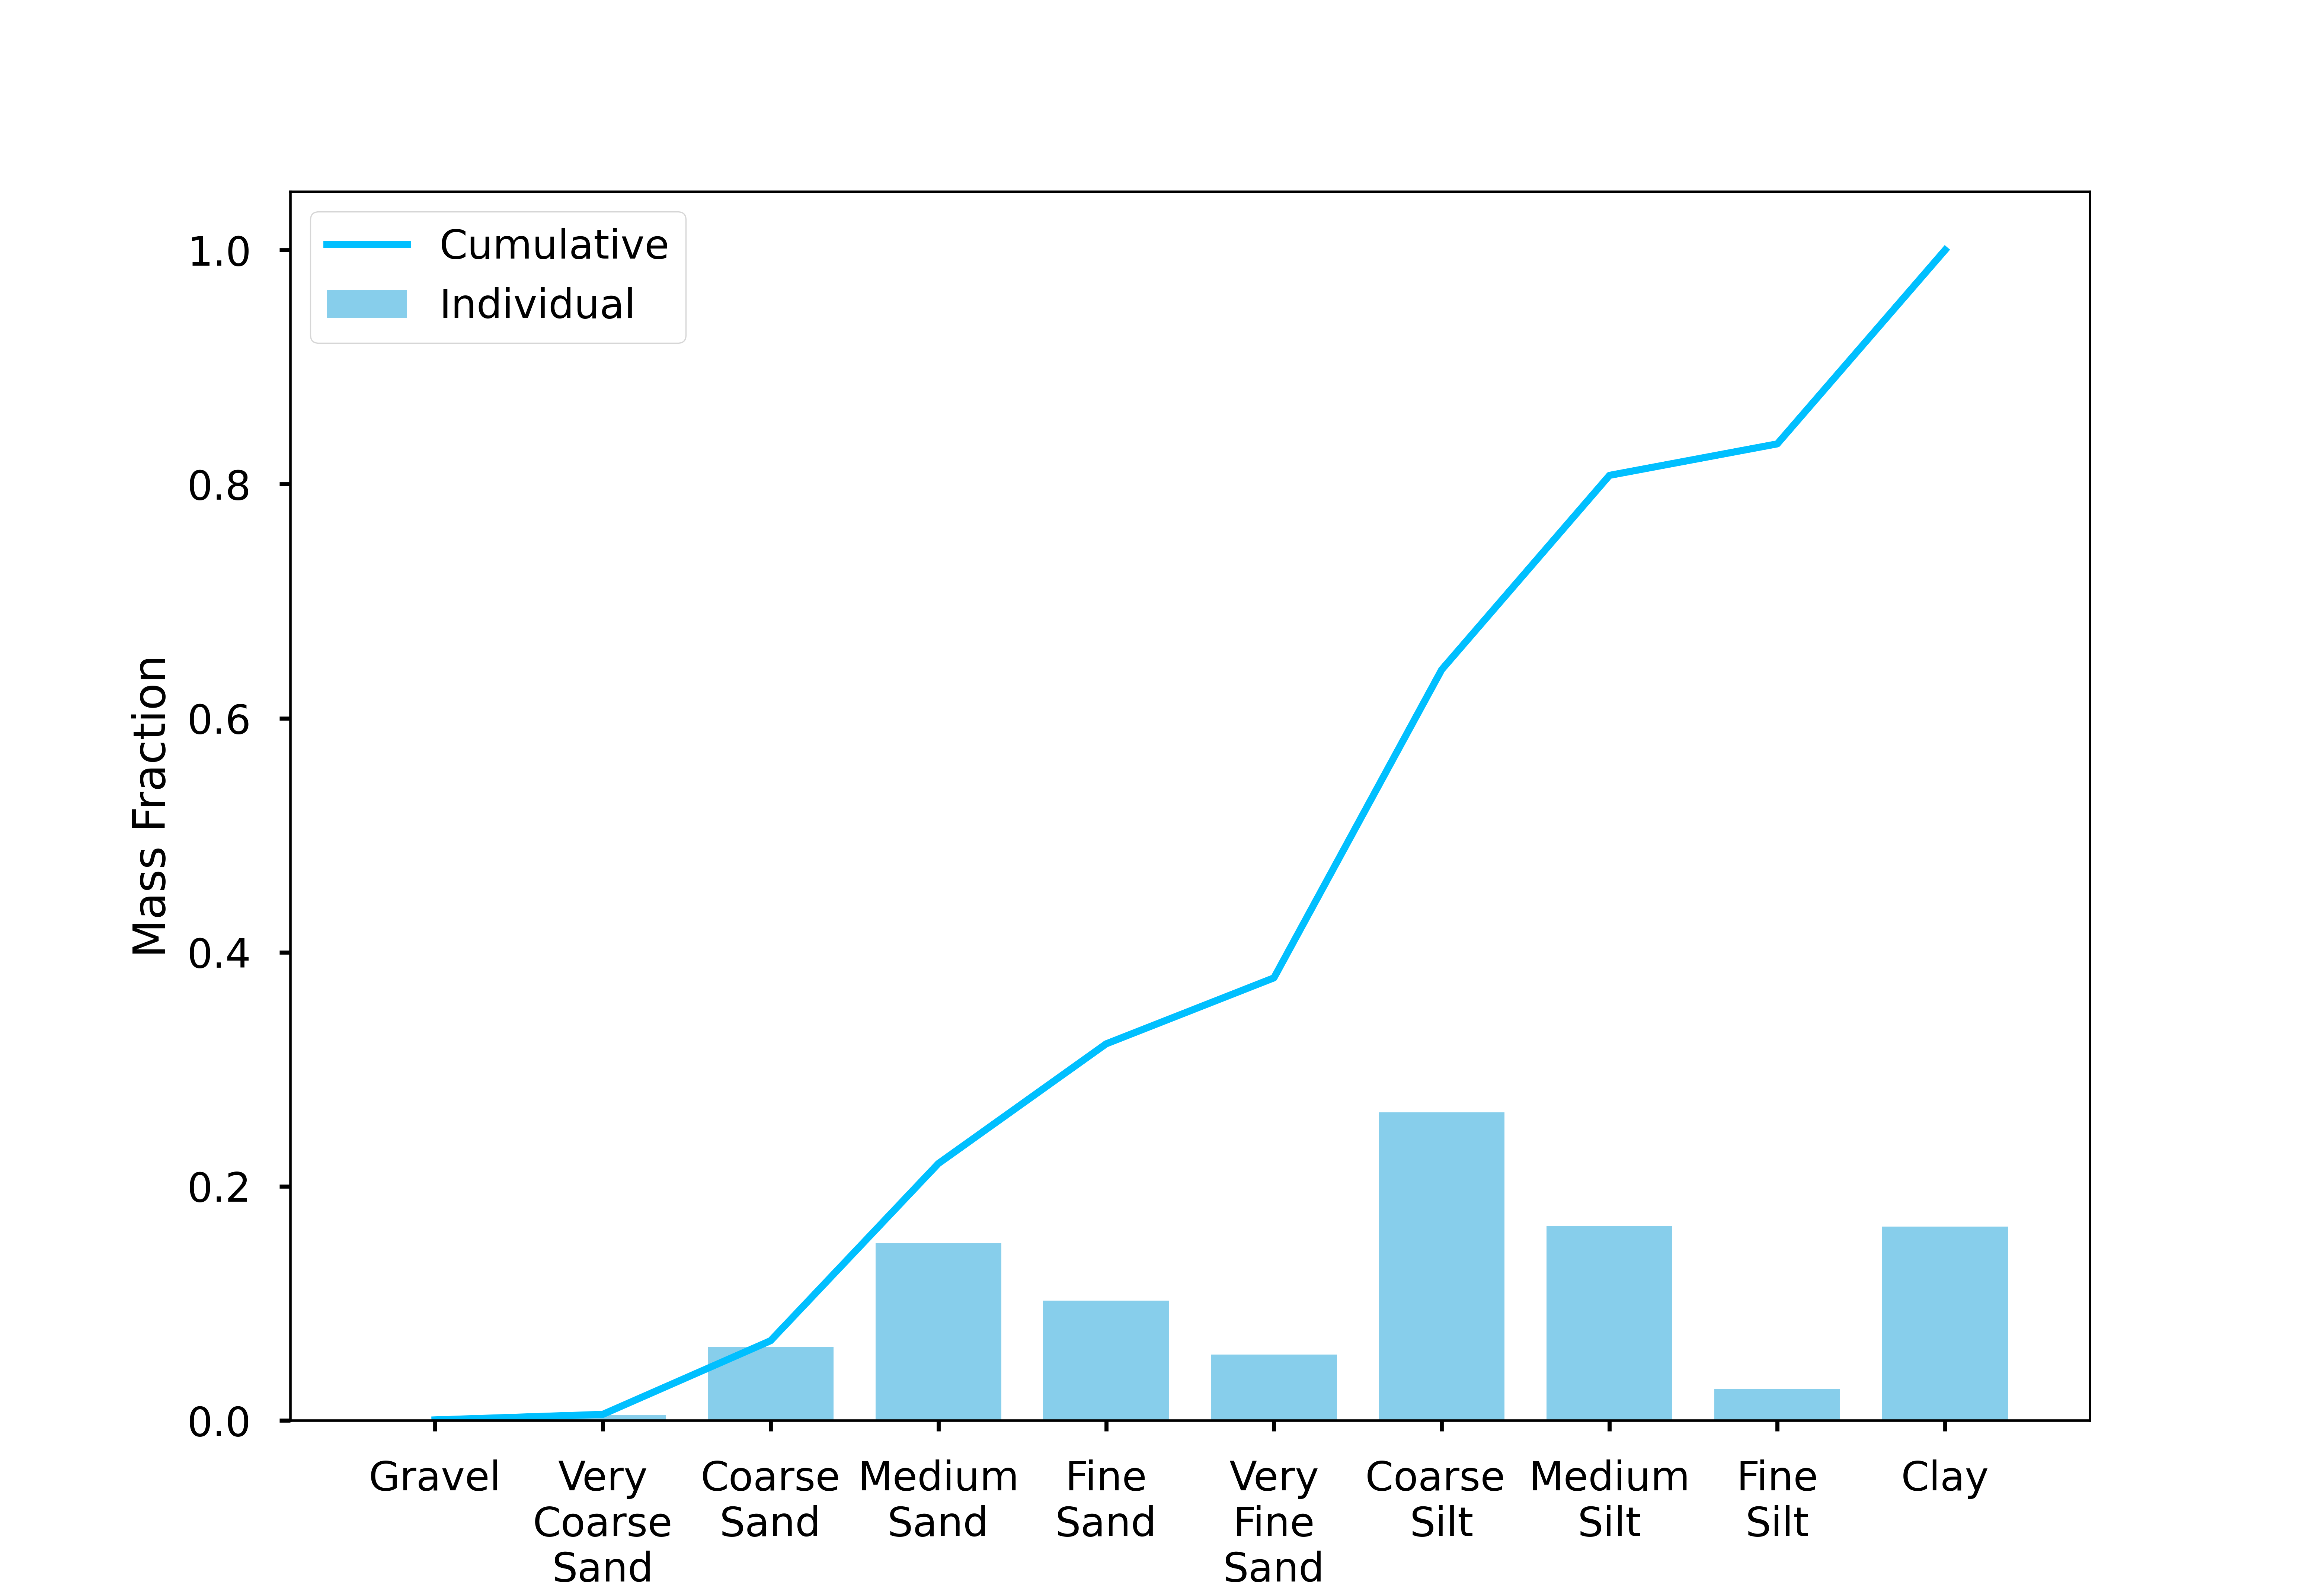 Cumulative
Individual
1.0
0.8
0.6
0.4
0.2
0.0
Mass Fraction
Gravel
Very
Coarse
Sand
Coarse
Sand
Medium
Sand
Fine
Sand
Very
Fine
Sand
Coarse
Silt
Medium
Silt
Fine
Silt
Clay